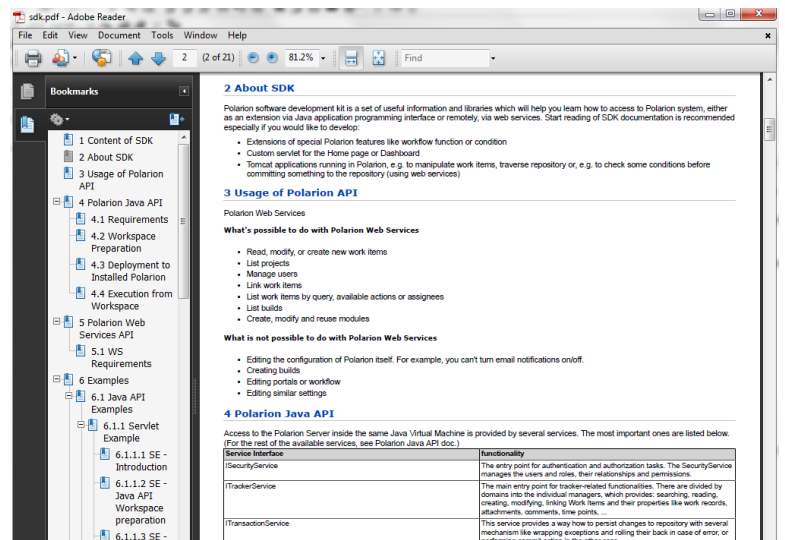 sdk.pdf - Adobe Reader
File Edit View Document Tools Window Help
2 (2 of 21) 81.2% Find
Bookmarks
1 Content of SDK
2 About SDK
3 Usage of Polarion
API
4 Polarion Java API
4.1 Requirements
4.2 Workspace
Preparation
4.3 Deployment to
Installed Polarion
4.4 Execution from
Workspace
5 Polarion Web
Services API
5.1 WS
Requirements
6 Examples
6.1 Java API
Examples
6.1.1 Servlet
Example
6.1.1.1 SE -
Introduction
6.1.1.2 SE -
Java API
Workspace
preparation
6.1.1.3 SE -
2 About SDK
Polarion software development kit is a set of useful information and libraries which will help you learn how to access to Polarion system, either
as an extension via Java application programming interface or remotely, via web services. Start reading of SDK documentation is recommended
especially if you would like to develop:
• Extensions of special Polarion features like workflow function or condition
• Custom servlet for the Home page or Dashboard
• Tomcat applications running in Polarion, e.g. to manipulate work items, traverse repository or, e.g. to check some conditions before
committing something to the repository (using web services)
3 Usage of Polarion API
Polarion Web Services
What's possible to do with Polarion Web Services
• Read, modify, or create new work items
• List projects
• Manage users
• Link work items
• List work items by query, available actions or assignees
• List builds
• Create, modify and reuse modules
What is not possible to do with Polarion Web Services
• Editing the configuration of Polarion itself. For example, you can't turn email notifications on/off.
• Creating builds
• Editing portals or workflow
• Editing similar settings
4 Polarion Java API
Access to the Polarion Server inside the same Java Virtual Machine is provided by several services. The most important ones are listed below.
(For the rest of the available services, see Polarion Java API doc.)
Service Interface functionality
ISecurityService The entry point for authentication and authorization tasks. The SecurityService
manages the users and roles, their relationships and permissions.
ITrackerService The main entry point for tracker-related functionalities. There are divided by
domains into the individual managers, which provides: searching, reading,
creating, modifying, linking Work Items and their properties like work records,
attachments, comments, time points, ...
ITransactionService This service provides a way how to persist changes to repository with several
mechanism like wrapping exceptions and rolling their back in case of error, or